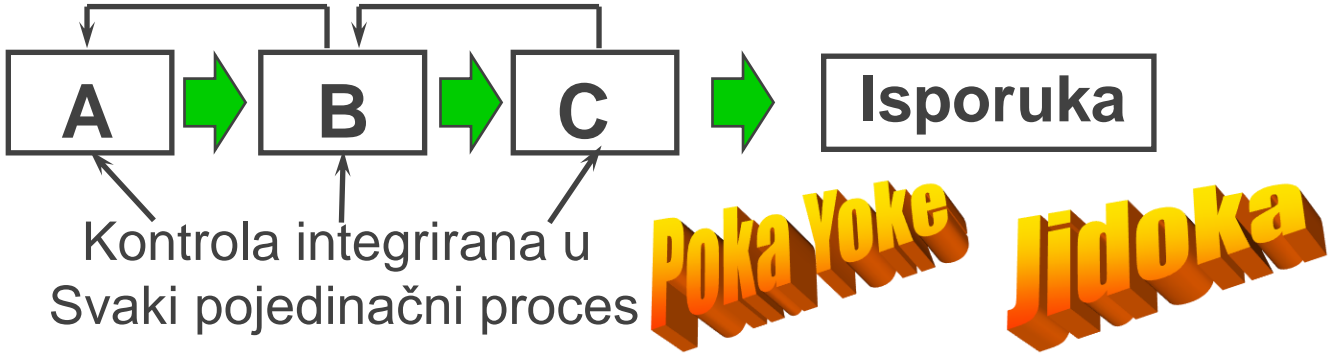 A B C Isporuka
Kontrola integrirana u
Svaki pojedinačni proces
Poka Yoke
Jidoka